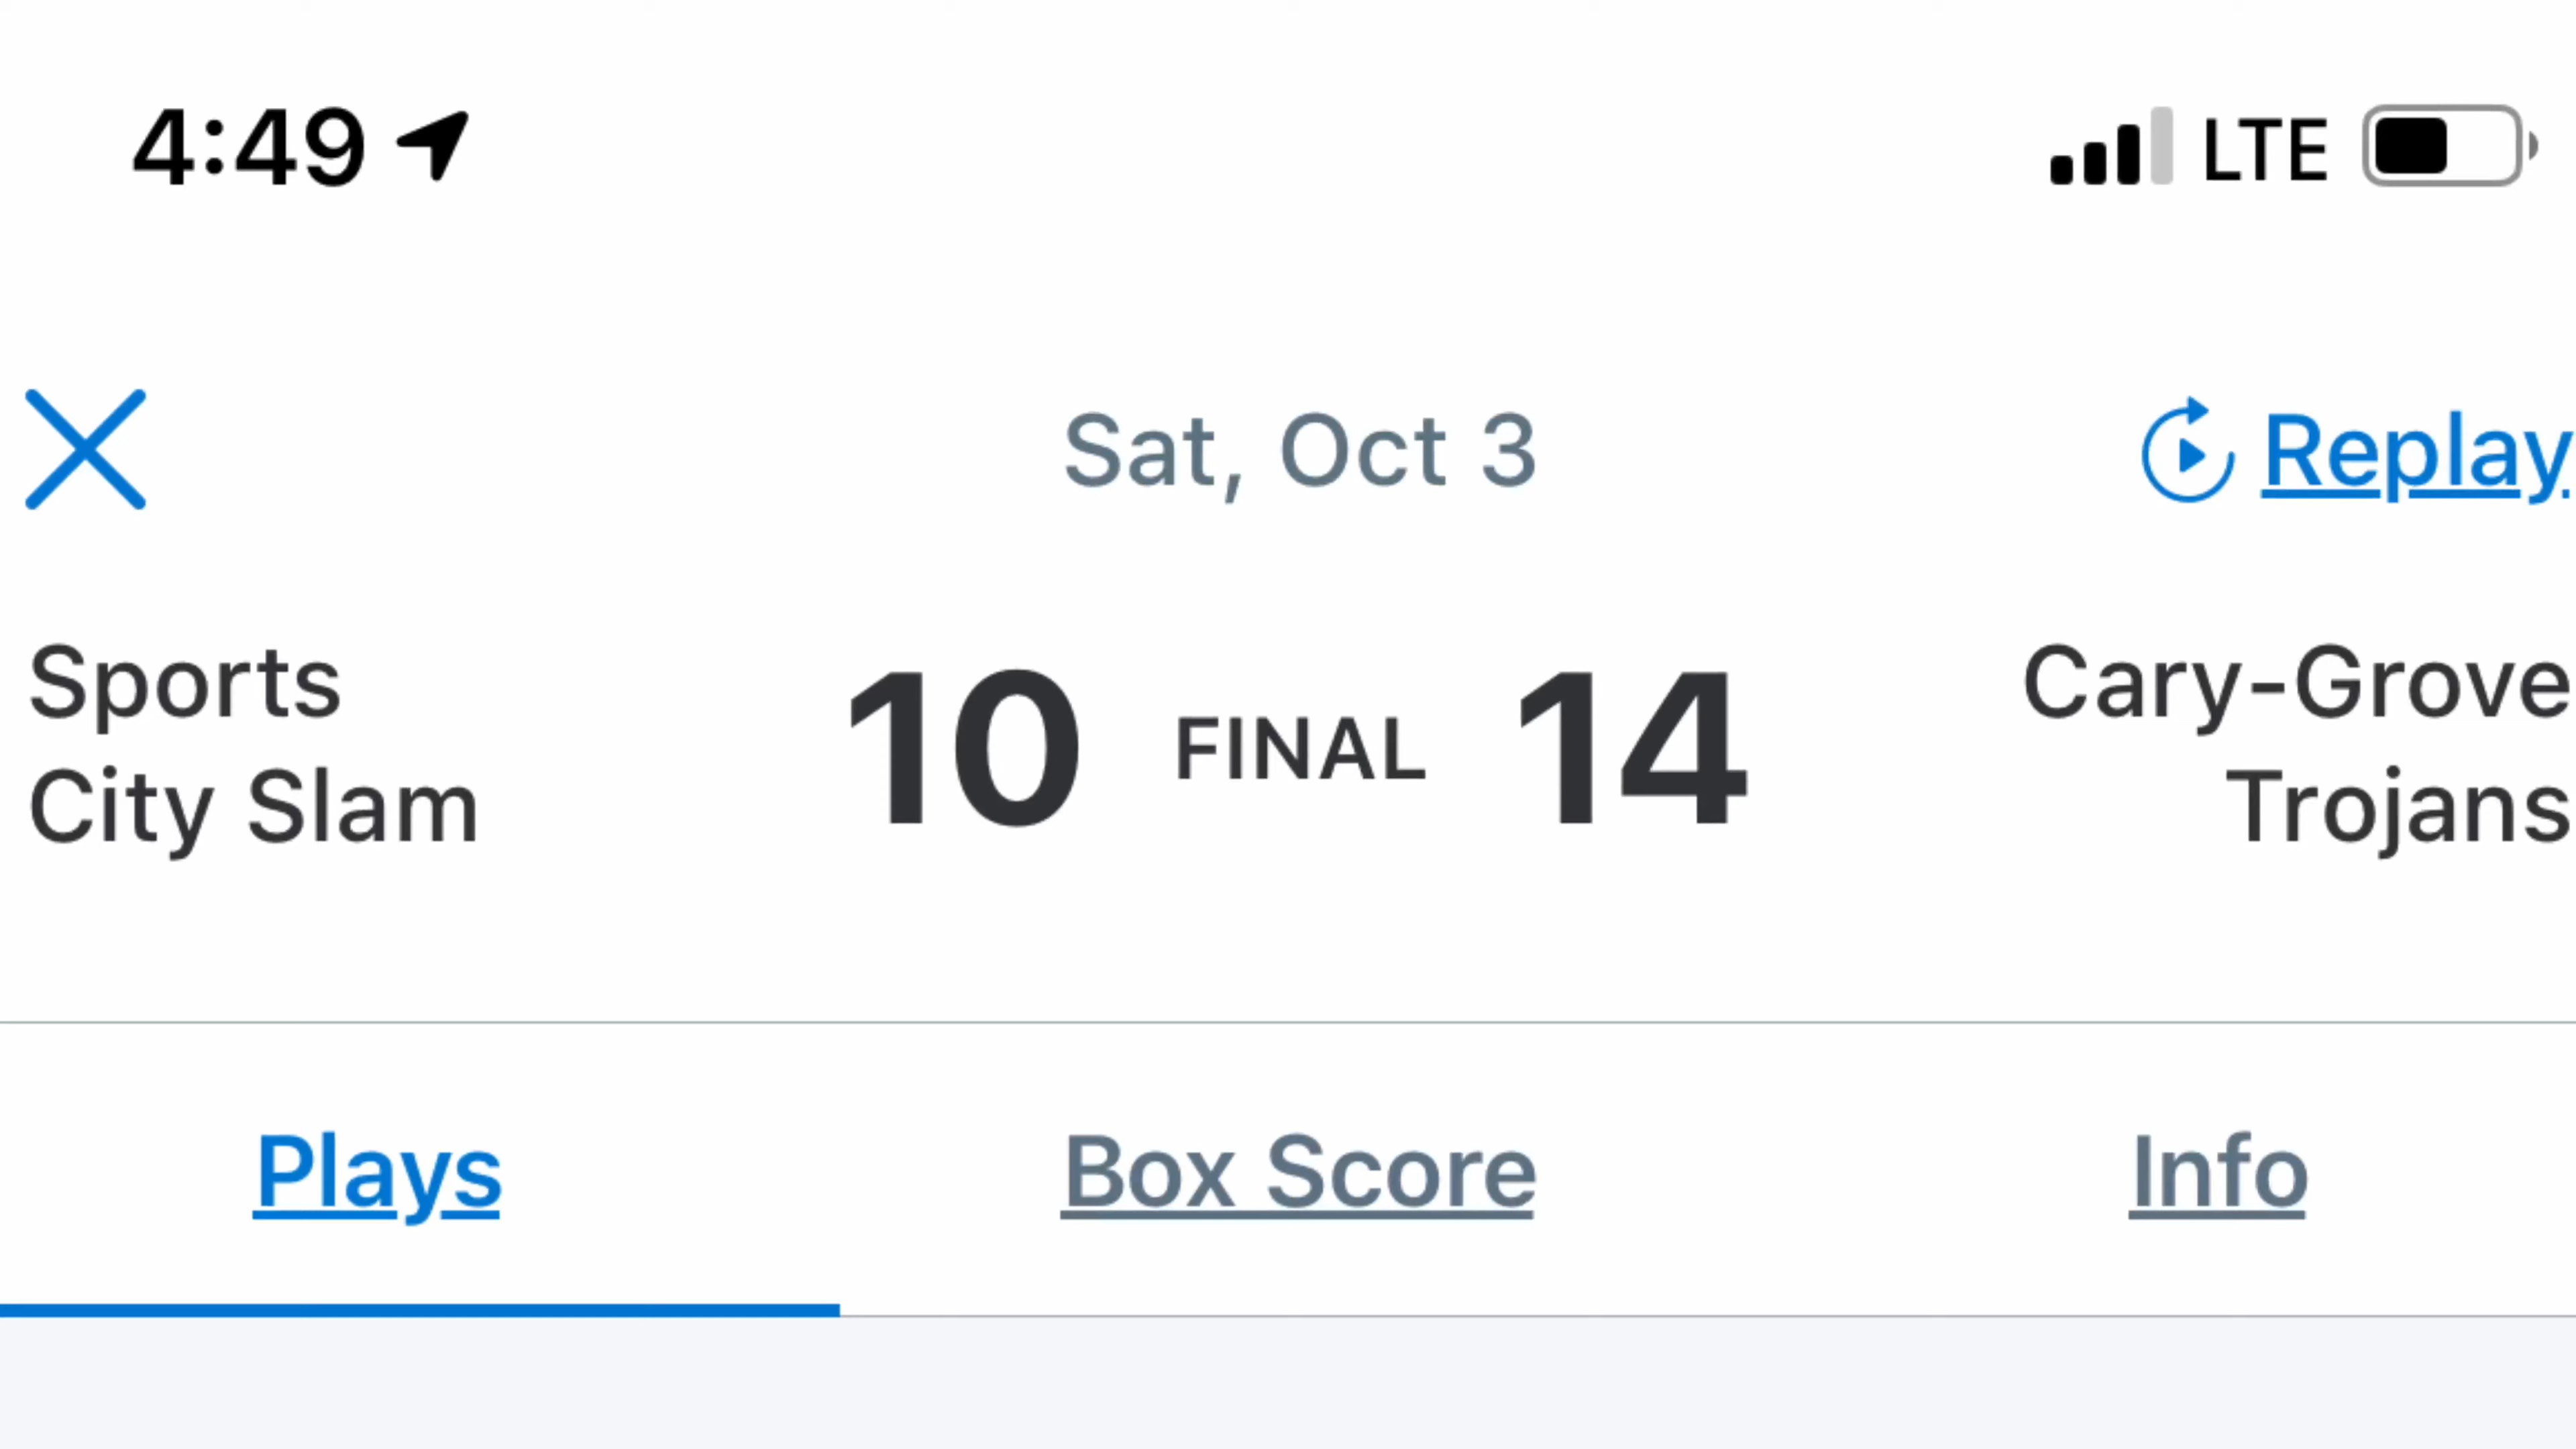 4:49 LTE
Sat, Oct 3 Replay
Sports City Slam 10 FINAL 14 Cary-Grove Trojans
Plays Box Score Info